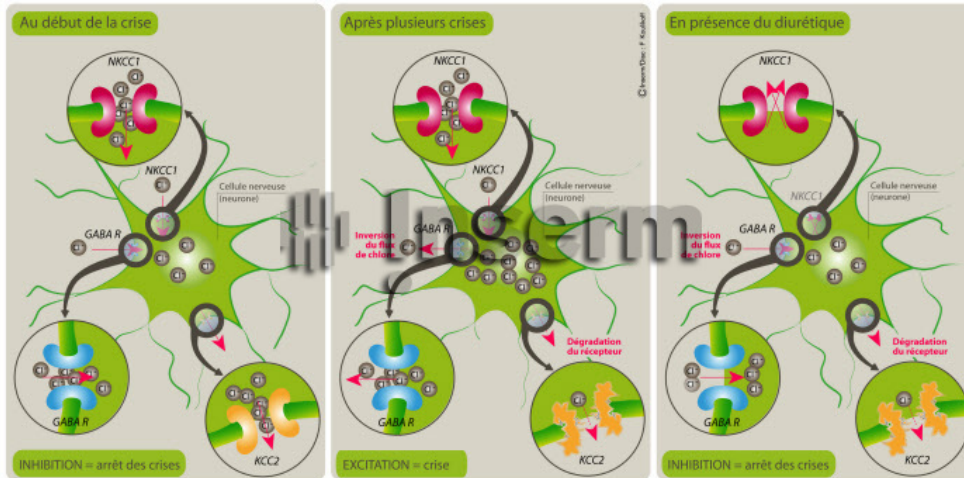 Au début de la crise
NKCC1
NKCC1
Cellule nerveuse
(neurone)
GABA R
GABA R
KCC2
INHIBITION = arrêt des crises
Après plusieurs crises
NKCC1
NKCC1
Cellule nerveuse
(neurone)
GABA R
Inversion
du flux
de chlore
Dégradation
du récepteur
GABA R
KCC2
EXCITATION = crise
En présence du diurétique
NKCC1
NKCC1
Cellule nerveuse
(neurone)
GABA R
Inversion
du flux
de chlore
Dégradation
du récepteur
GABA R
KCC2
INHIBITION = arrêt des crises
Inserm